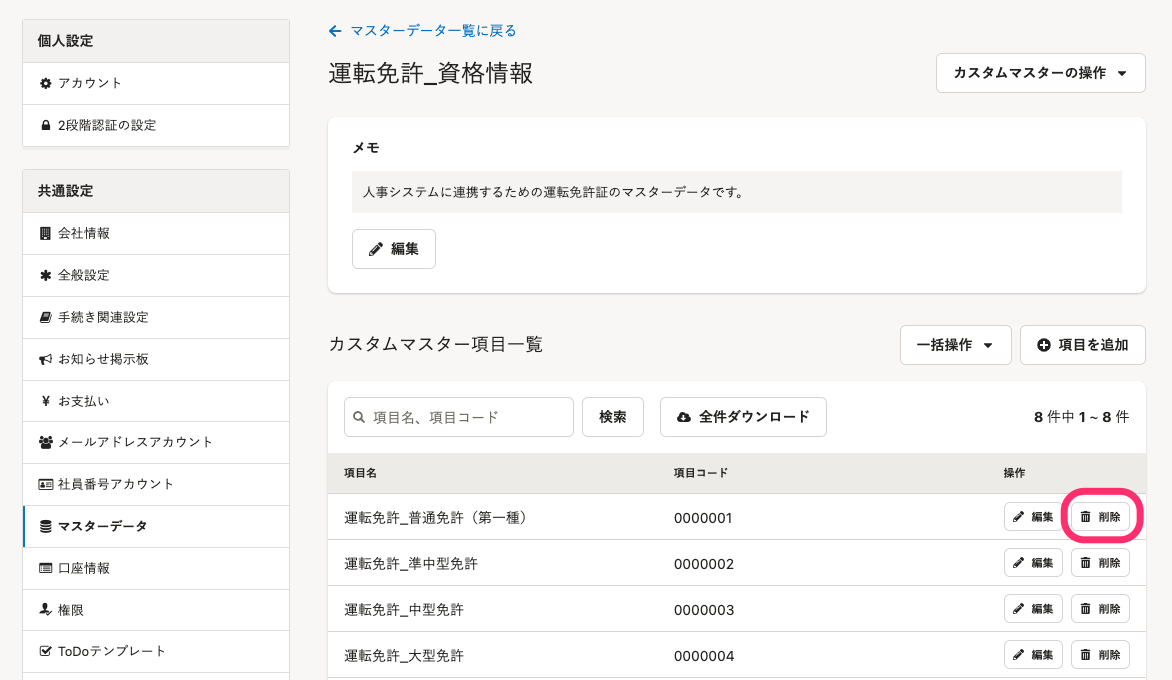 個人設定
アカウント
2段階認証の設定
共通設定
会社情報
全般設定
手続き関連設定
お知らせ掲示板
¥ お支払い
メールアドレスアカウント
社員番号アカウント
マスターデータ
口座情報
権限
ToDoテンプレート
← マスターデータ一覧に戻る
運転免許_資格情報
カスタムマスターの操作
メモ
人事システムに連携するための運転免許証のマスターデータです。
編集
カスタムマスター項目一覧
一括操作 項目を追加
項目名、項目コード 検索 全件ダウンロード 8 件中 1 ~ 8 件
項目名 項目コード 操作
運転免許_普通免許（第一種） 0000001 編集 削除
運転免許_準中型免許 0000002 編集 削除
運転免許_中型免許 0000003 編集 削除
運転免許_大型免許 0000004 編集 削除